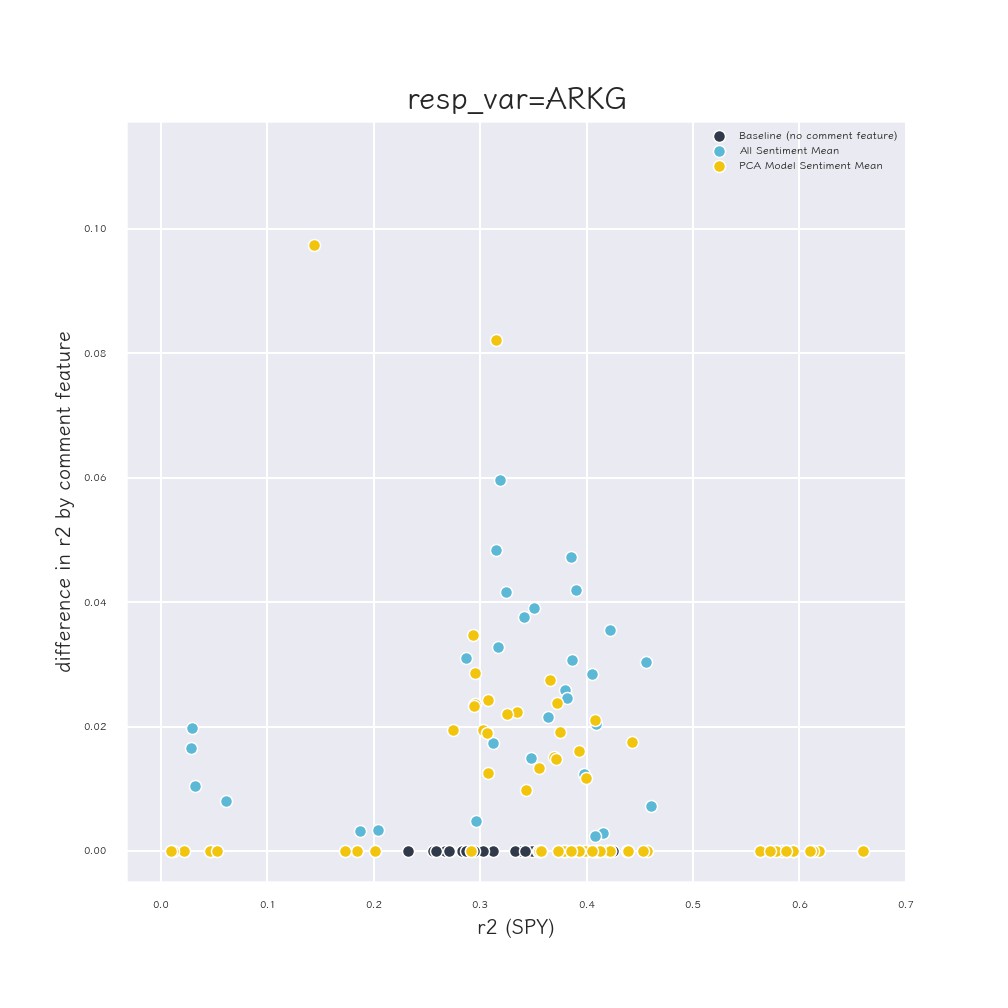 resp_var=ARKG
Baseline (no comment feature)
All Sentiment Mean
PCA Model Sentiment Mean
difference in r2 by comment feature
0.10
0.08
0.06
0.04
0.02
0.00
0.0 0.1 0.2 0.3 0.4 0.5 0.6 0.7
r2 (SPY)